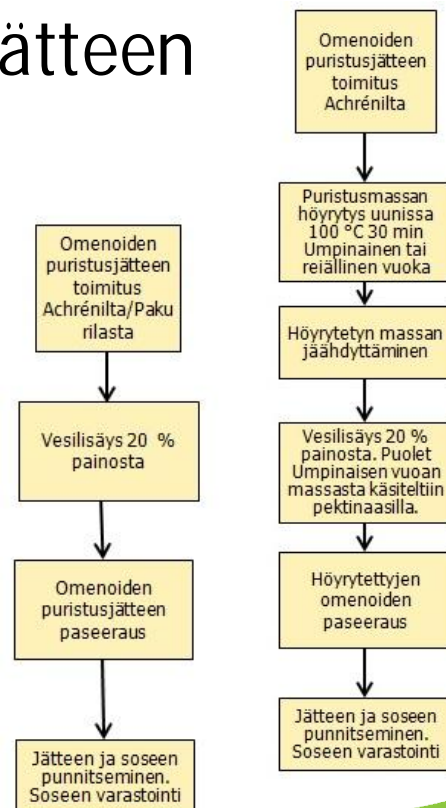 ätteen
Omenoiden
puristusjätteen
toimitus
Achrénilta/Paku
rilasta
Vesilisäys 20 %
painosta
Omenoiden
puristusjätteen
paseeraus
Jätteen ja soseen
punnitseminen.
Soseen varastointi
Omenoiden
puristusjätteen
toimitus
Achrénilta
Puristusmassan
höyrytys uunissa
100 °C 30 min
Umpinainen tai
reiällinen vuoka
Höyrytetyn massan
jäähdyttäminen
Vesilisäys 20 %
painosta. Puolet
Umpinaisen vuoan
massasta käsiteltiin
pektinaasilla.
Höyrytettyjen
omenoiden
paseeraus
Jätteen ja soseen
punnitseminen.
Soseen varastointi